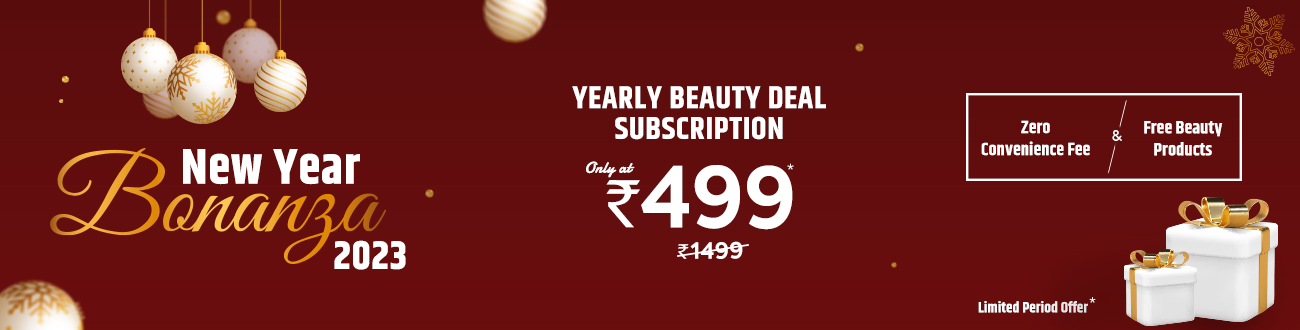 New Year
Bonanza
2023
YEARLY BEAUTY DEAL
SUBSCRIPTION
Only at
₹499*
₹1499
Zero
Convenience Fee
&
Free Beauty
Products
Limited Period Offer*